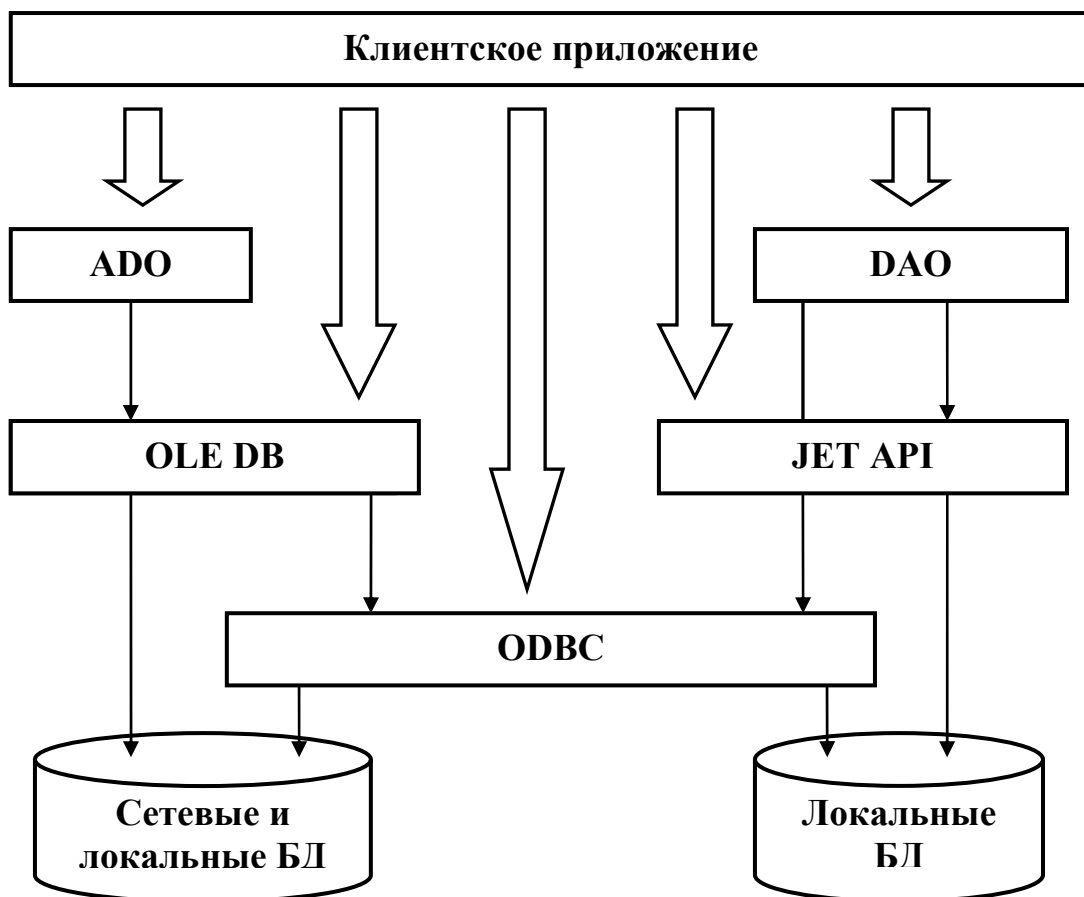 Клиентское приложение
ADO
DAO
OLE DB
JET API
ODBC
Сетевые и
локальные БД
Локальные
БД